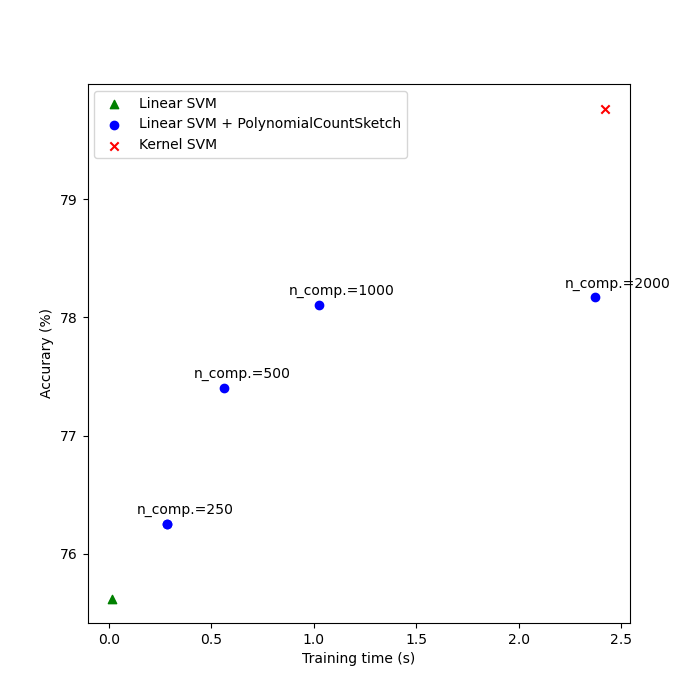 Linear SVM
Linear SVM + PolynomialCountSketch
Kernel SVM
n_comp.=2000
n_comp.=1000
n_comp.=500
n_comp.=250
79
78
77
76
Accurary (%)
0.0 0.5 1.0 1.5 2.0 2.5
Training time (s)